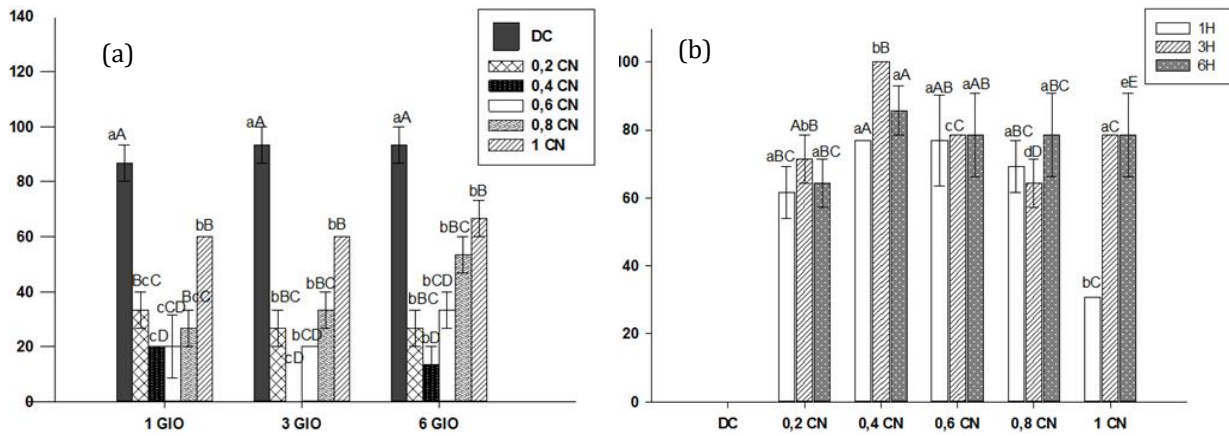 (a)
DC
0,2 CN
0,4 CN
0,6 CN
0,8 CN
1 CN
140
120
100
80
60
40
20
0
aA
BcC
cD
cCD
BcC
bB
aA
bBC
cD
bCD
bBC
bB
aA
bBC
bD
bCD
bBC
bB
1 GIO
3 GIO
6 GIO
(b)
1H
3H
6H
100
80
60
40
20
0
aBC
AbB
aBC
aA
bB
aA
aAB
cC
aAB
aBC
dD
aBC
bC
aC
eE
DC
0,2 CN
0,4 CN
0,6 CN
0,8 CN
1 CN